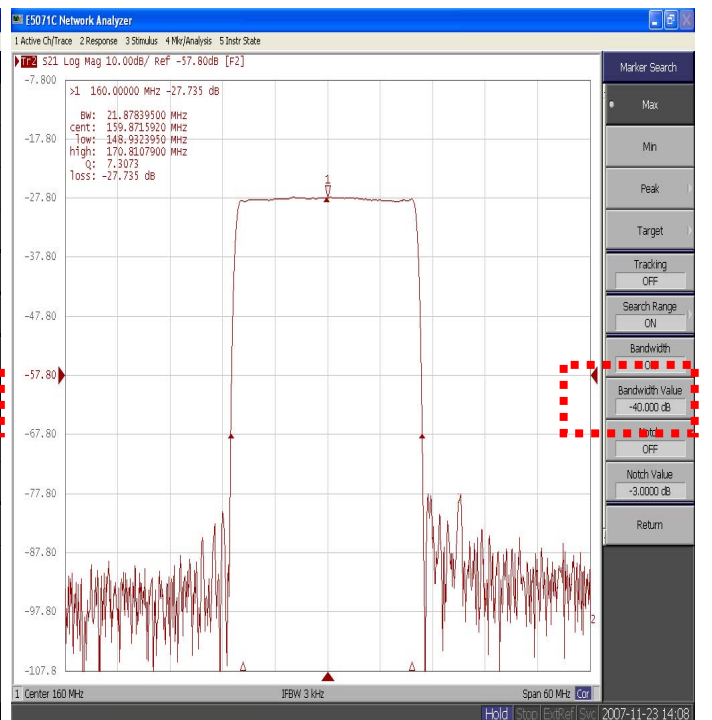 E5071C Network Analyzer
1 Active Ch/Trace 2 Response 3 Stimulus 4 Mkr/Analysis 5 Instr State
Tr2 S21 Log Mag 10.00dB/ Ref -57.80dB [F2]
-7.800
>1 160.00000 MHz -27.735 dB
BW: 21.87839500 MHz
cent: 159.8715920 MHz
low: 148.9323950 MHz
high: 170.8107900 MHz
Q: 7.3073
loss: -27.735 dB
-17.80
1
-27.80
-37.80
-47.80
-57.80
-67.80
-77.80
-87.80
-97.80
2
-107.8
1 Center 160 MHz IFBW 3 kHz Span 60 MHz Cor
Marker Search
Max
Min
Peak
Target
Tracking
OFF
Search Range
ON
Bandwidth
Bandwidth Value
-40.000 dB
Notch
OFF
Notch Value
-3.0000 dB
Return
Hold Stop ExtRef Svc 2007-11-23 14:08